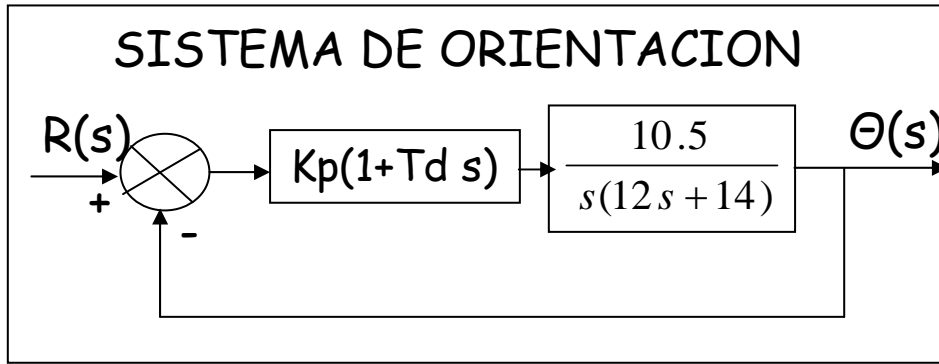 SISTEMA DE ORIENTACION
R(s)
+
-
Kp(1+Td s)
10.5
s(12s+14)
Θ(s)